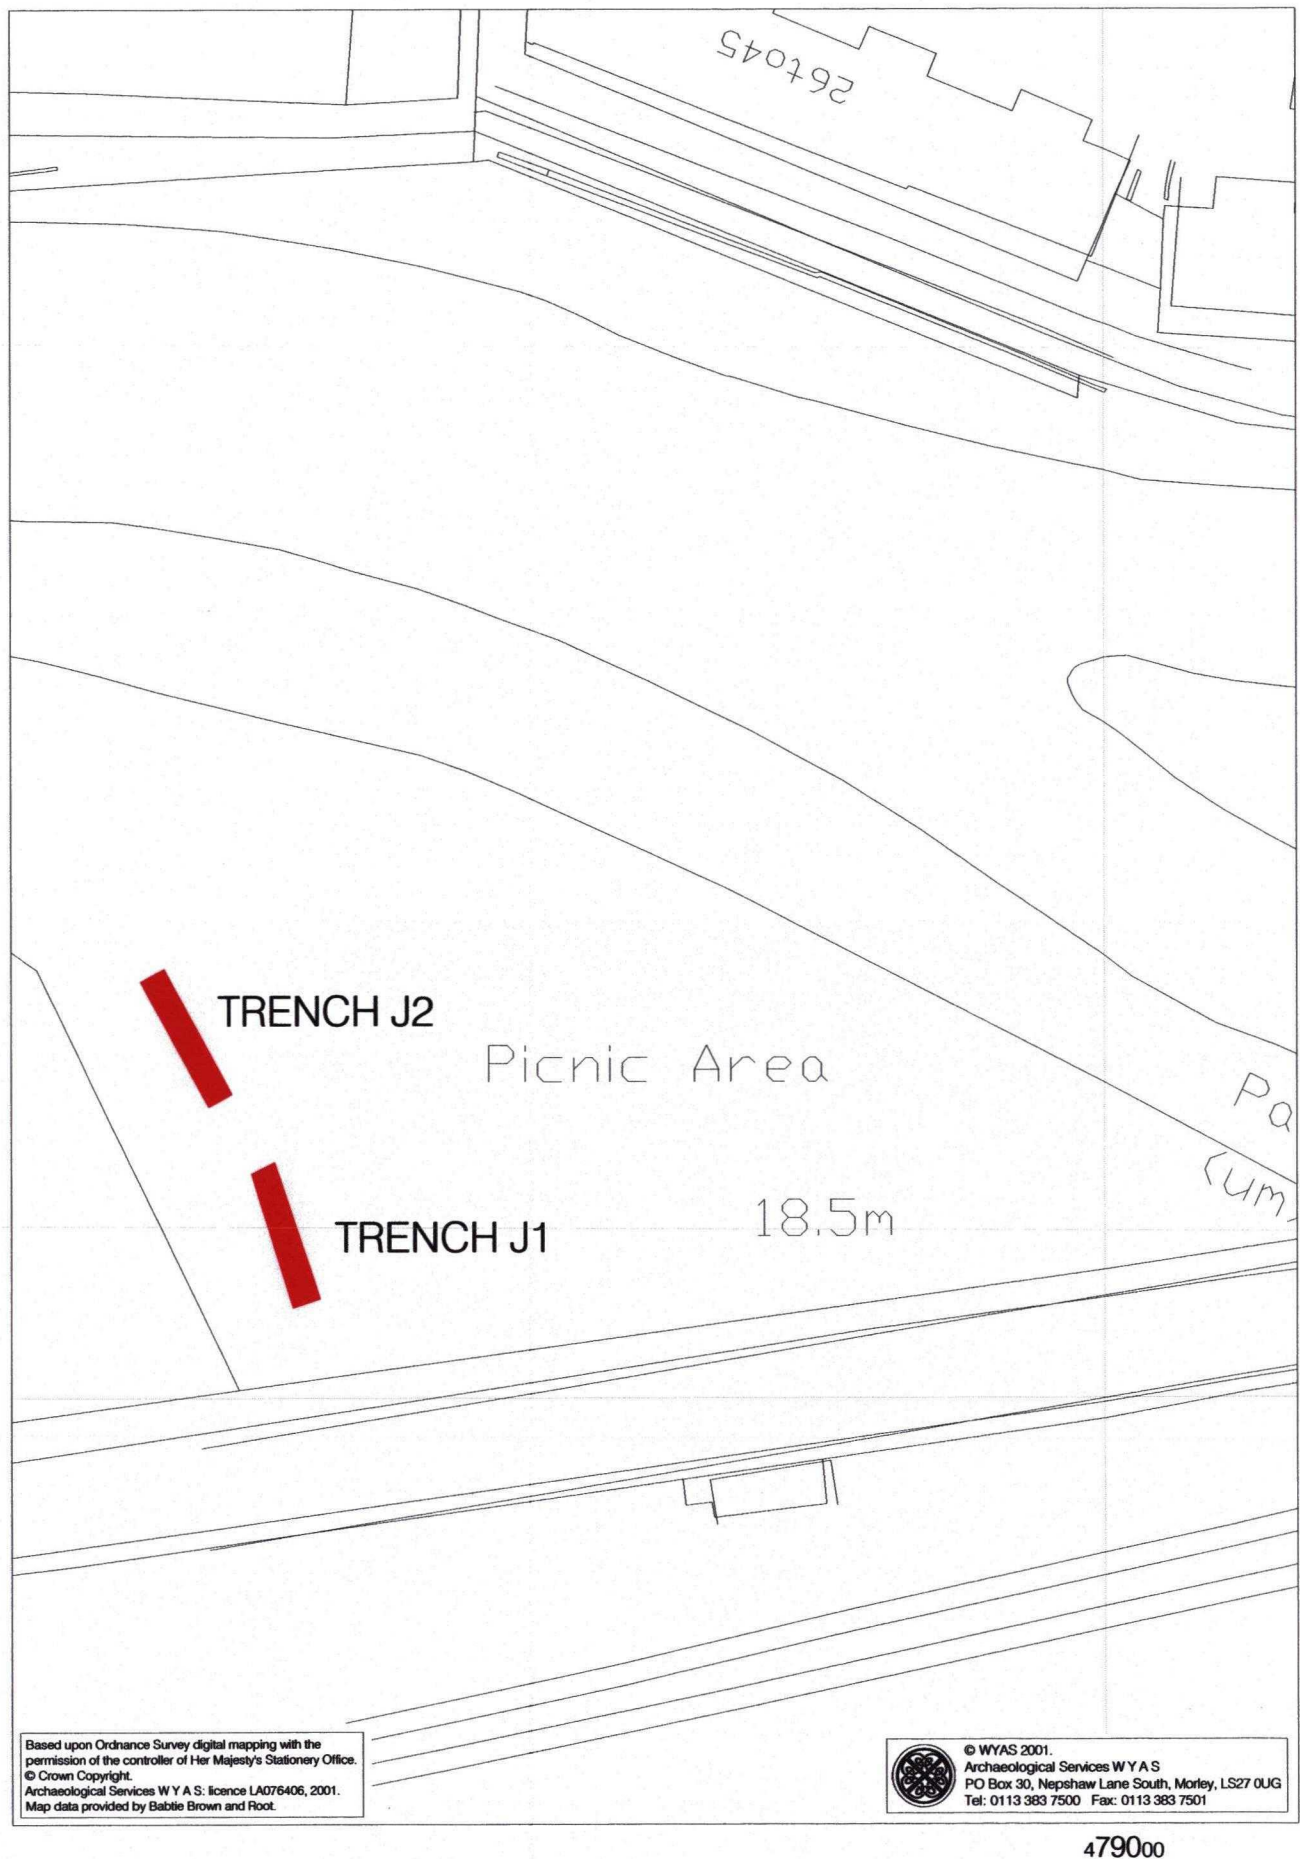 26to45
TRENCH J2
Picnic Area
Pa
(um
TRENCH J1
18.5m
Based upon Ordnance Survey digital mapping with the
permission of the controller of Her Majesty's Stationery Office.
© Crown Copyright.
Archaeological Services W Y A S: licence LA076406, 2001.
Map data provided by Babtie Brown and Root.
© WYAS 2001.
Archaeological Services W Y A S
PO Box 30, Nepshaw Lane South, Morley, LS27 0UG
Tel: 0113 383 7500 Fax: 0113 383 7501
479000